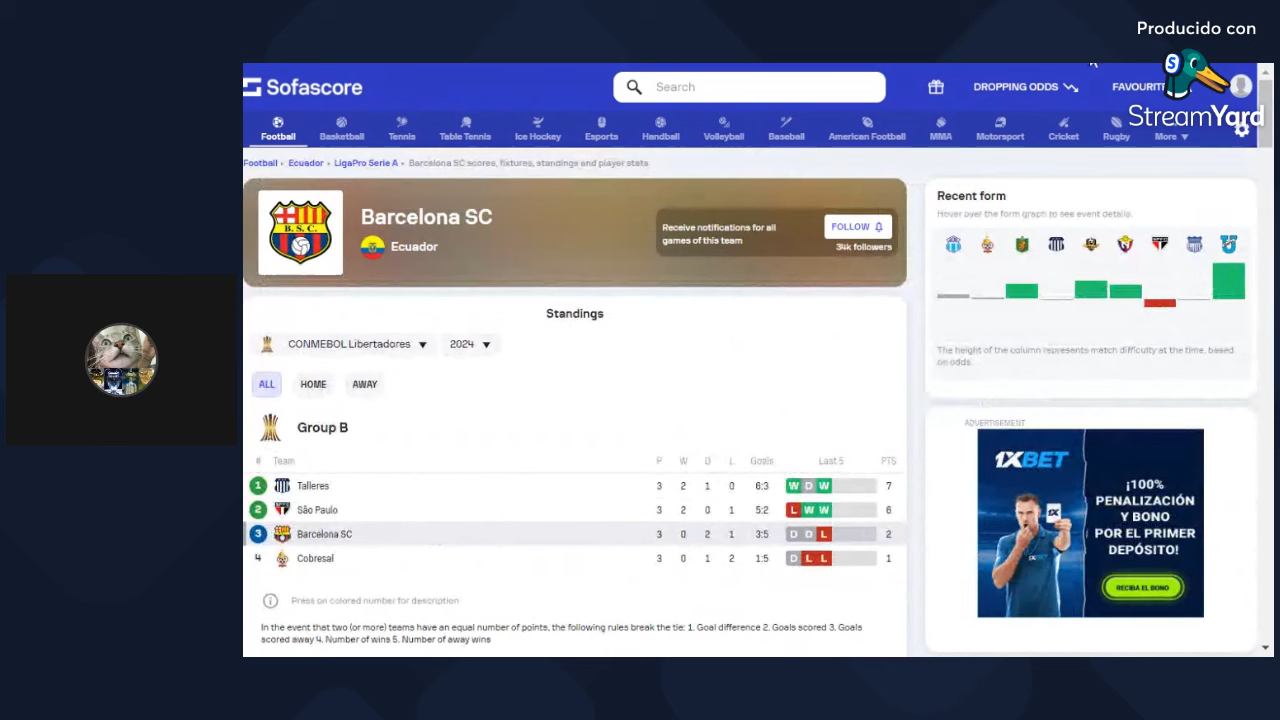 Producido con
StreamYard
Sofascore
Search
DROPPING ODDS
Football
Basketball
Tennis
Table Tennis
Ice Hockey
Esports
Handball
Volleyball
Baseball
American Football
MMA
Motorsport
Cricket
Rugby
More
Football
Ecuador
LigaPro Serie A
Barcelona SC scores, fixtures, standings and player stats
Barcelona SC
Ecuador
Receive notifications for all
games of this team
FOLLOW
34k followers
Recent form
Hover over the form graph to see event details.
The height of the column represents match difficulty at the time, based
on odds.
Standings
CONMEBOL Libertadores
2024
ALL HOME AWAY
Group B
# Team P W D L Goals Last 5 PTS
1 Talleres 3 2 1 0 6:3 W D W 7
2 São Paulo 3 2 0 1 5:2 L W W 6
3 Barcelona SC 3 0 2 1 3:5 D D L 2
4 Cobresal 3 0 1 2 1:5 D L L 1
Press on colored number for description
In the event that two (or more) teams have an equal number of points, the following rules break the tie: 1. Goal difference 2. Goals scored 3. Goals
scored away 4. Number of wins 5. Number of away wins
ADVERTISEMENT
1XBET
¡100%
PENALIZACIÓN
Y BONO
POR EL PRIMER
DEPÓSITO!
RECIBA EL BONO